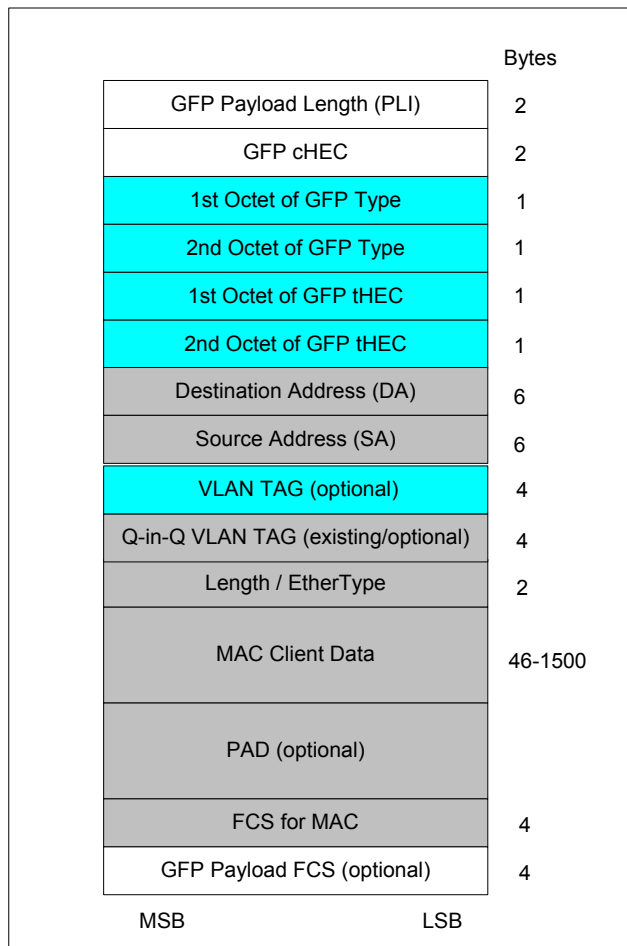 Bytes
GFP Payload Length (PLI) 2
GFP cHEC 2
1st Octet of GFP Type 1
2nd Octet of GFP Type 1
1st Octet of GFP tHEC 1
2nd Octet of GFP tHEC 1
Destination Address (DA) 6
Source Address (SA) 6
VLAN TAG (optional) 4
Q-in-Q VLAN TAG (existing/optional) 4
Length / EtherType 2
MAC Client Data 46-1500
PAD (optional)
FCS for MAC 4
GFP Payload FCS (optional) 4
MSB LSB